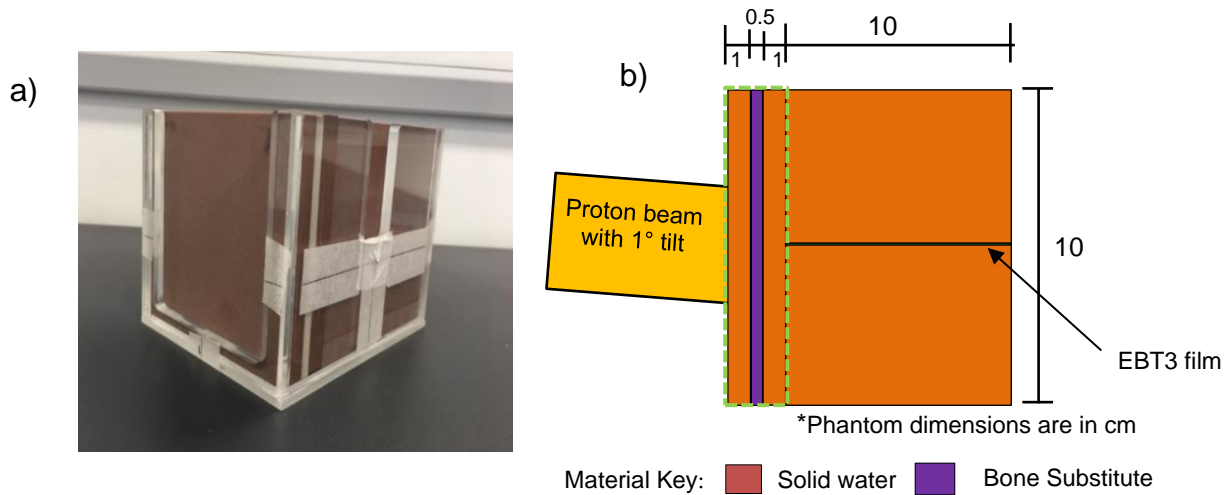 a)
b)
0.5
10
1
1
Proton beam
with 1° tilt
10
EBT3 film
*Phantom dimensions are in cm
Material Key: Solid water Bone Substitute